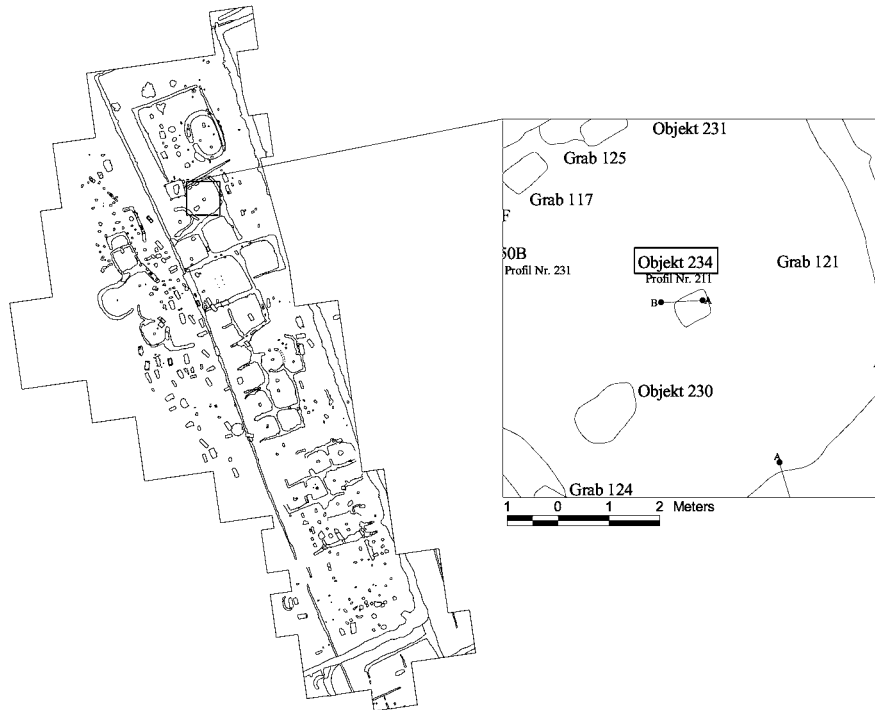 Objekt 231
Grab 125
Grab 117
F
50B
Profil Nr. 231
Objekt 234
Profil Nr. 211
Grab 121
B
A
Objekt 230
A
Grab 124
1 0 1 2 Meters